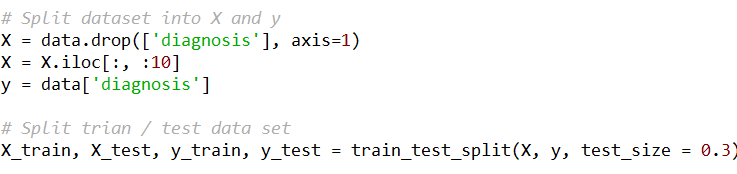 # Split dataset into X and y
X = data.drop(['diagnosis'], axis=1)
X = X.iloc[:, :10]
y = data['diagnosis']
# Split trian / test data set
X_train, X_test, y_train, y_test = train_test_split(X, y, test_size = 0.3)